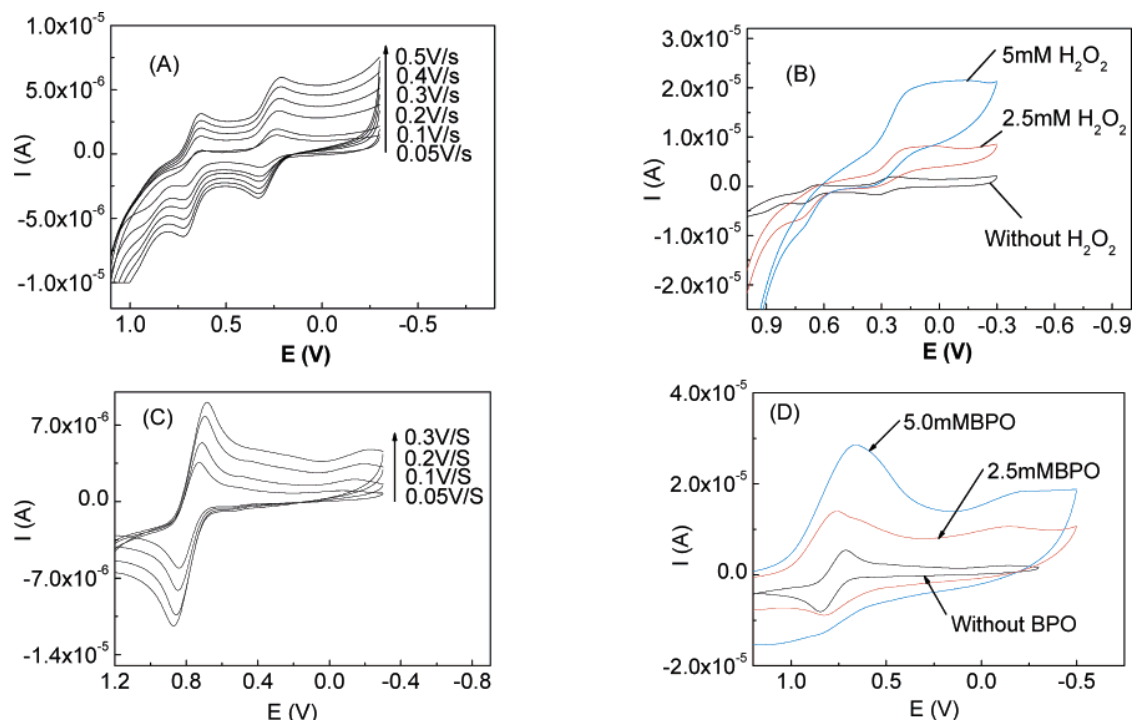 (A)
1.0x10⁻⁵
5.0x10⁻⁶
0.0
-5.0x10⁻⁶
-1.0x10⁻⁵
I (A)
0.5V/s
0.4V/s
0.3V/s
0.2V/s
0.1V/s
0.05V/s
1.0 0.5 0.0 -0.5
E (V)
(B)
3.0x10⁻⁵
2.0x10⁻⁵
1.0x10⁻⁵
0.0
-1.0x10⁻⁵
-2.0x10⁻⁵
I (A)
5mM H₂O₂
2.5mM H₂O₂
Without H₂O₂
0.9 0.6 0.3 0.0 -0.3 -0.6 -0.9
E (V)
(C)
7.0x10⁻⁶
0.0
-7.0x10⁻⁶
-1.4x10⁻⁵
I (A)
0.3V/S
0.2V/S
0.1V/S
0.05V/S
1.2 0.8 0.4 0.0 -0.4 -0.8
E (V)
(D)
4.0x10⁻⁵
2.0x10⁻⁵
0.0
-2.0x10⁻⁵
I (A)
5.0mMBPO
2.5mMBPO
Without BPO
1.0 0.5 0.0 -0.5
E (V)